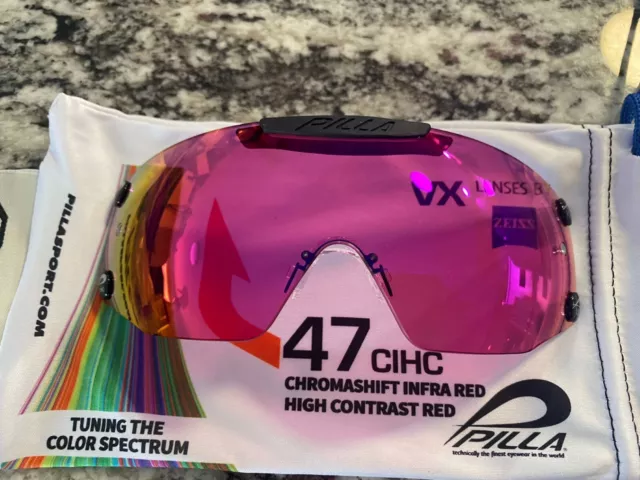 PILLA
VX LENSES B
ZEISS
PILLASPORT.COM
47 CIHC
CHROMASHIFT INFRA RED
HIGH CONTRAST RED
TUNING THE
COLOR SPECTRUM
PILLA
technically the finest eyewear in the world